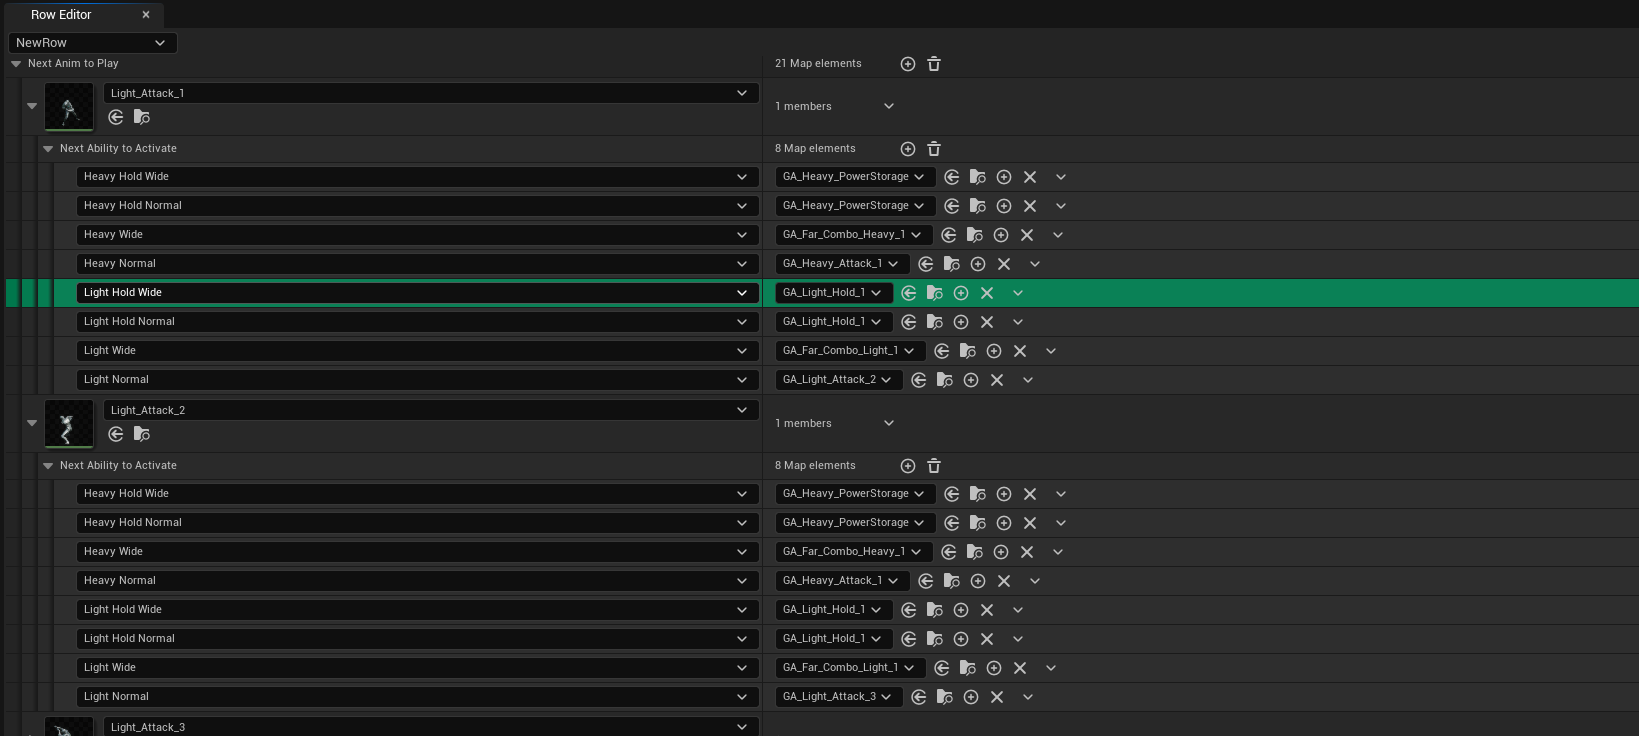 Row Editor
NewRow
Next Anim to Play 21 Map elements
Light_Attack_1
1 members
Next Ability to Activate 8 Map elements
Heavy Hold Wide GA_Heavy_PowerStorage
Heavy Hold Normal GA_Heavy_PowerStorage
Heavy Wide GA_Far_Combo_Heavy_1
Heavy Normal GA_Heavy_Attack_1
Light Hold Wide GA_Light_Hold_1
Light Hold Normal GA_Light_Hold_1
Light Wide GA_Far_Combo_Light_1
Light Normal GA_Light_Attack_2
Light_Attack_2
1 members
Next Ability to Activate 8 Map elements
Heavy Hold Wide GA_Heavy_PowerStorage
Heavy Hold Normal GA_Heavy_PowerStorage
Heavy Wide GA_Far_Combo_Heavy_1
Heavy Normal GA_Heavy_Attack_1
Light Hold Wide GA_Light_Hold_1
Light Hold Normal GA_Light_Hold_1
Light Wide GA_Far_Combo_Light_1
Light Normal GA_Light_Attack_3
Light_Attack_3